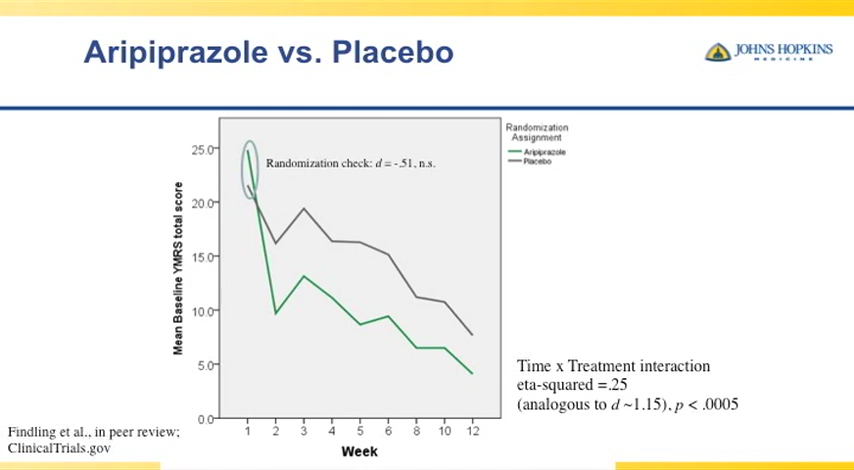 Aripiprazole vs. Placebo
JOHNS HOPKINS
MEDICINE
Randomization
Assignment
Aripiprazole
Placebo
Randomization check: d = -.51, n.s.
Mean Baseline YMRS total score
25.0
20.0
15.0
10.0
5.0
0.0
1 2 3 4 5 6 8 10 12
Week
Time x Treatment interaction
eta-squared =.25
(analogous to d ~1.15), p < .0005
Findling et al., in peer review;
ClinicalTrials.gov